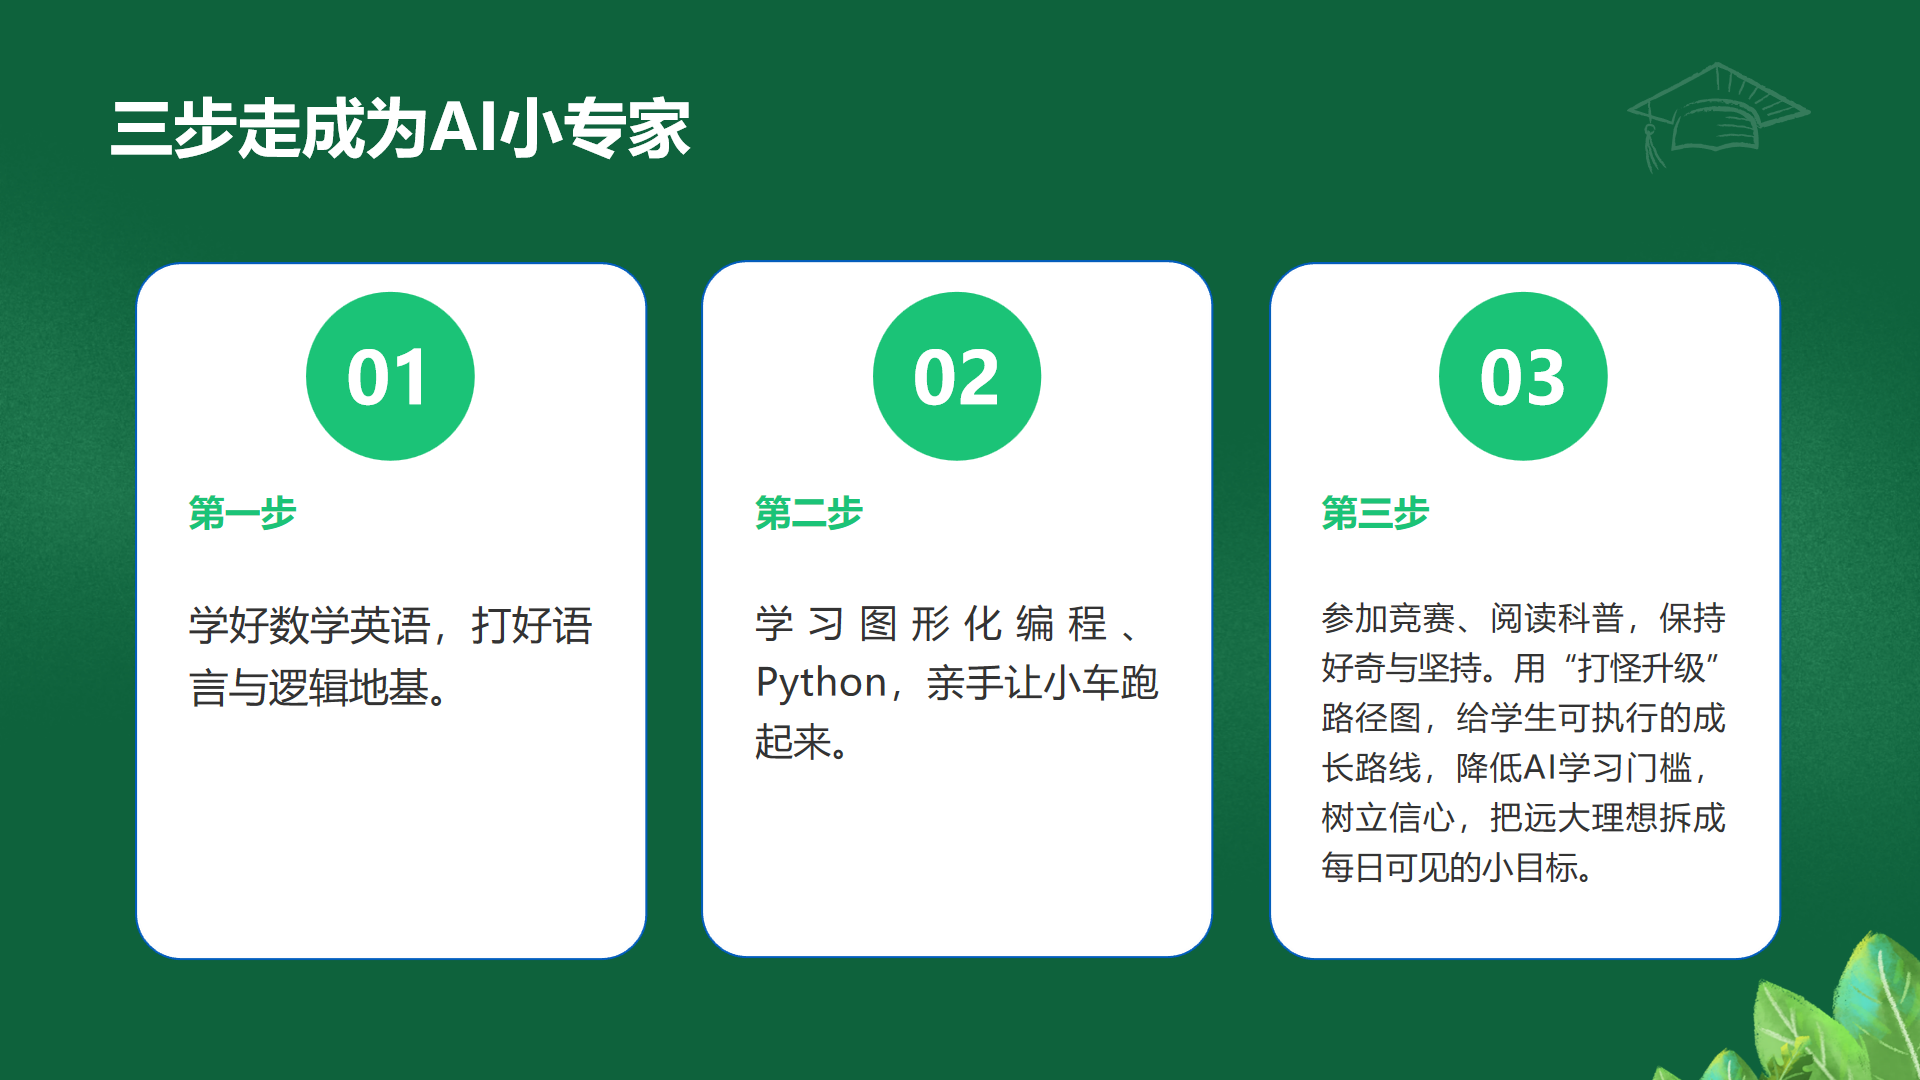 三步走成为AI小专家
01
第一步
学好数学英语，打好语
言与逻辑地基。
02
第二步
学习图形化编程、
Python，亲手让小车跑
起来。
03
第三步
参加竞赛、阅读科普，保持
好奇与坚持。用“打怪升级”
路径图，给学生可执行的成
长路线，降低AI学习门槛，
树立信心，把远大理想拆成
每日可见的小目标。